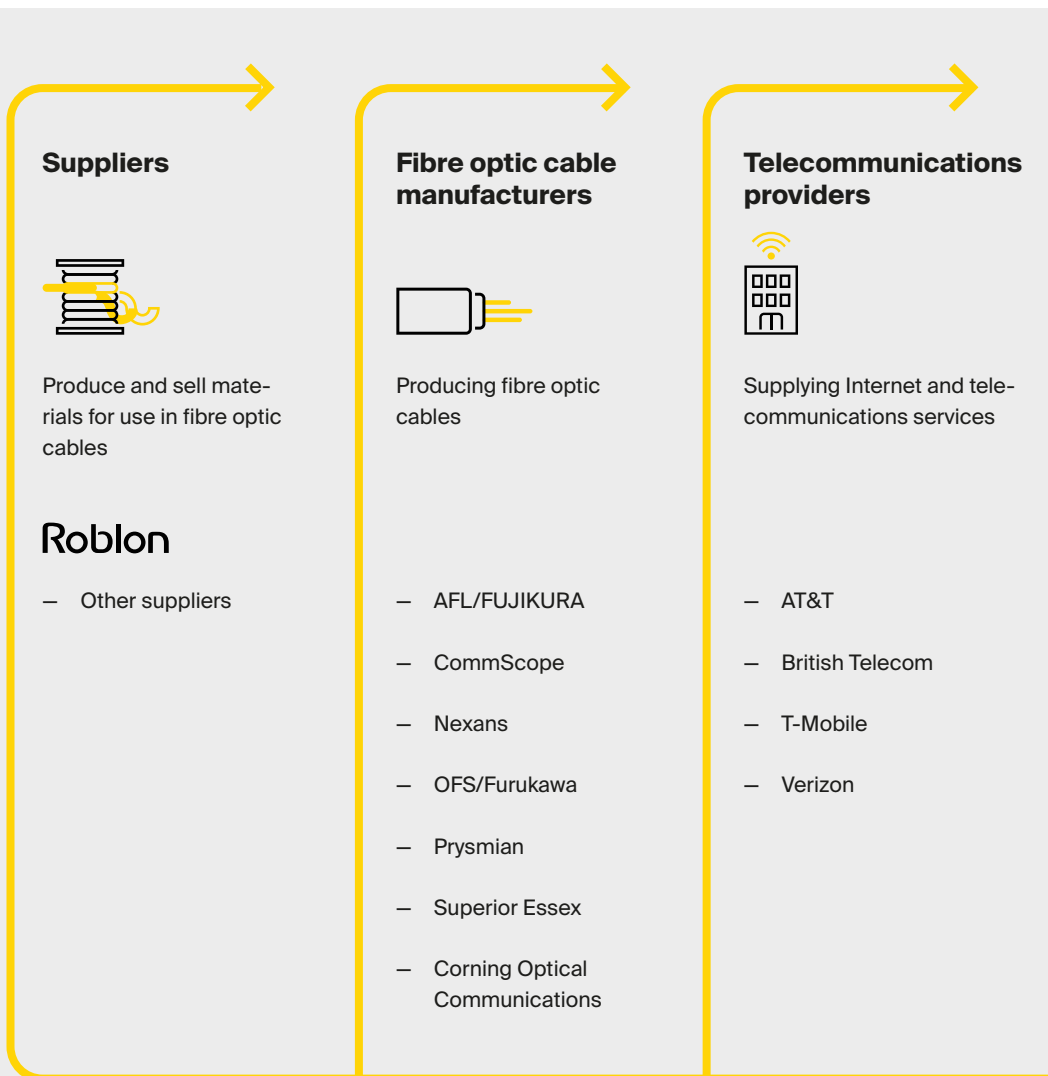 Suppliers
Produce and sell mate-
rials for use in fibre optic
cables
Roblon
– Other suppliers
Fibre optic cable
manufacturers
Producing fibre optic
cables
– AFL/FUJIKURA
– CommScope
– Nexans
– OFS/Furukawa
– Prysmian
– Superior Essex
– Corning Optical
Communications
Telecommunications
providers
Supplying Internet and tele-
communications services
– AT&T
– British Telecom
– T-Mobile
– Verizon